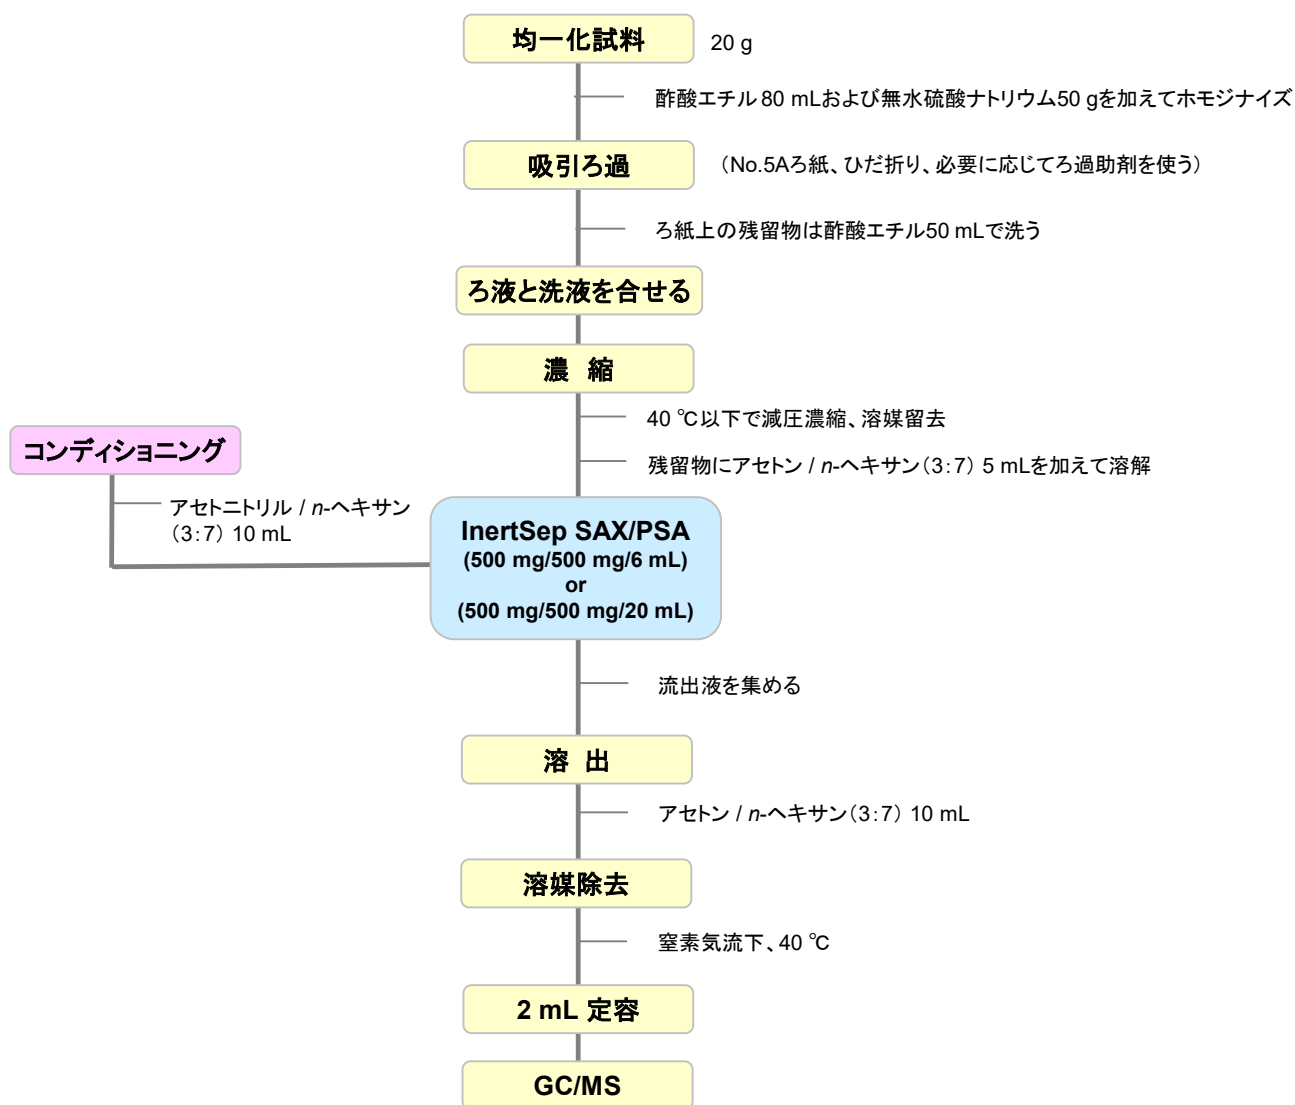 均一化試料
20 g
酢酸エチル 80 mLおよび無水硫酸ナトリウム50 gを加えてホモジナイズ
吸引ろ過
（No.5Aろ紙、ひだ折り、必要に応じてろ過助剤を使う）
ろ紙上の残留物は酢酸エチル50 mLで洗う
ろ液と洗液を合せる
濃 縮
40 ℃以下で減圧濃縮、溶媒留去
残留物にアセトン / n-ヘキサン（3：7） 5 mLを加えて溶解
コンディショニング
アセトニトリル / n-ヘキサン
（3：7） 10 mL
InertSep SAX/PSA
(500 mg/500 mg/6 mL)
or
(500 mg/500 mg/20 mL)
流出液を集める
溶 出
アセトン / n-ヘキサン（3：7） 10 mL
溶媒除去
窒素気流下、40 ℃
2 mL 定容
GC/MS